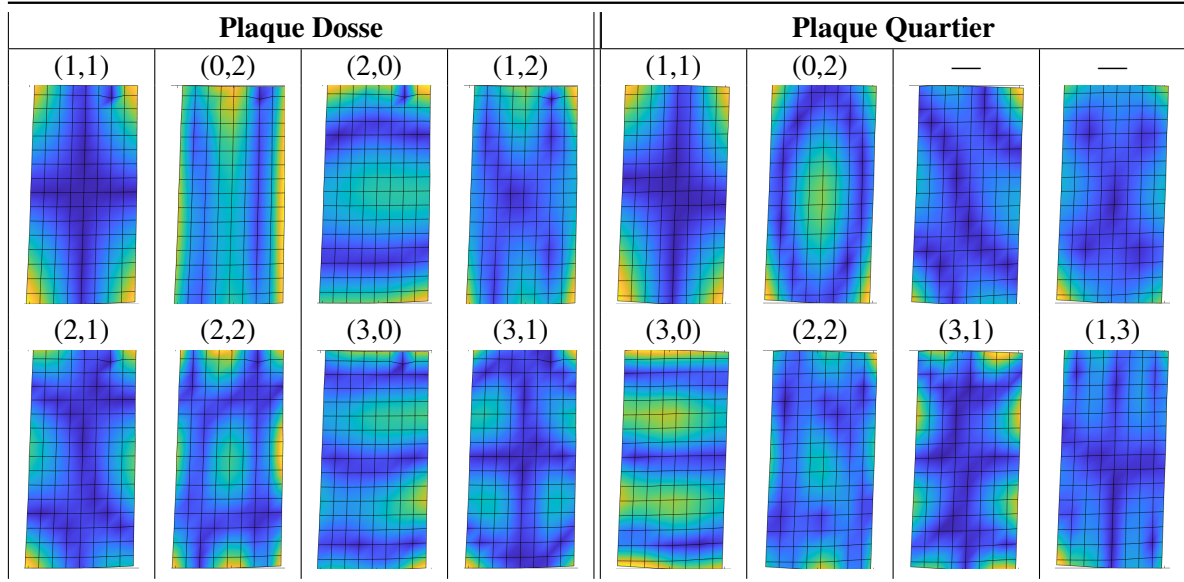 Plaque Dosse Plaque Quartier
(1,1) (0,2) (2,0) (1,2) (1,1) (0,2) — —
(2,1) (2,2) (3,0) (3,1) (3,0) (2,2) (3,1) (1,3)